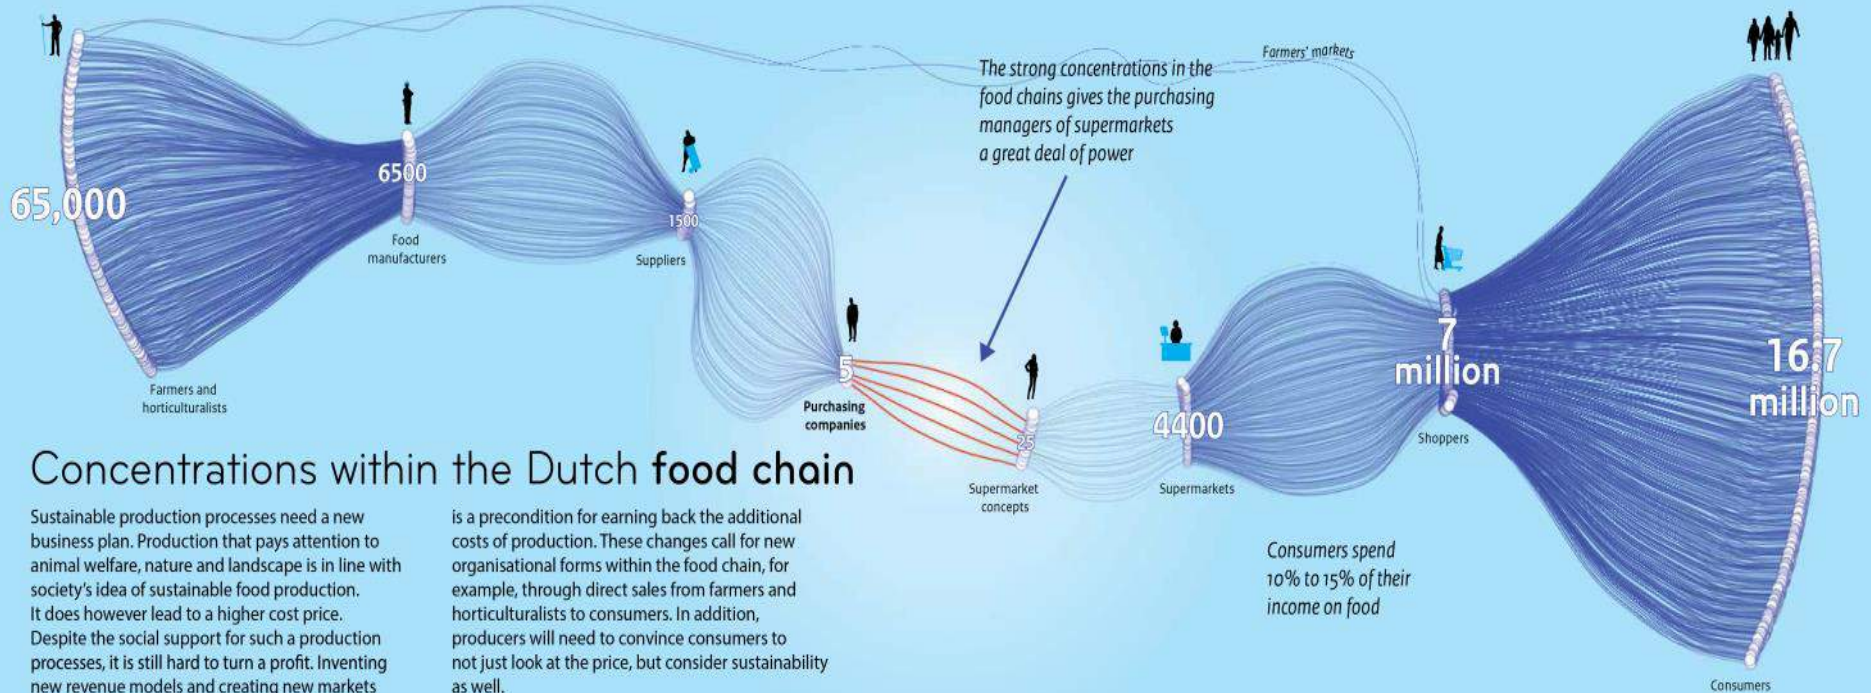 Farmers' markets
The strong concentrations in the
food chains gives the purchasing
managers of supermarkets
a great deal of power
65,000
Farmers and
horticulturalists
6500
Food
manufacturers
1500
Suppliers
5
Purchasing
companies
25
Supermarket
concepts
4400
Supermarkets
7
million
Shoppers
16.7
million
Consumers
Consumers spend
10% to 15% of their
income on food
Concentrations within the Dutch food chain
Sustainable production processes need a new
business plan. Production that pays attention to
animal welfare, nature and landscape is in line with
society's idea of sustainable food production.
It does however lead to a higher cost price.
Despite the social support for such a production
processes, it is still hard to turn a profit. Inventing
new revenue models and creating new markets
is a precondition for earning back the additional
costs of production. These changes call for new
organisational forms within the food chain, for
example, through direct sales from farmers and
horticulturalists to consumers. In addition,
producers will need to convince consumers to
not just look at the price, but consider sustainability
as well.